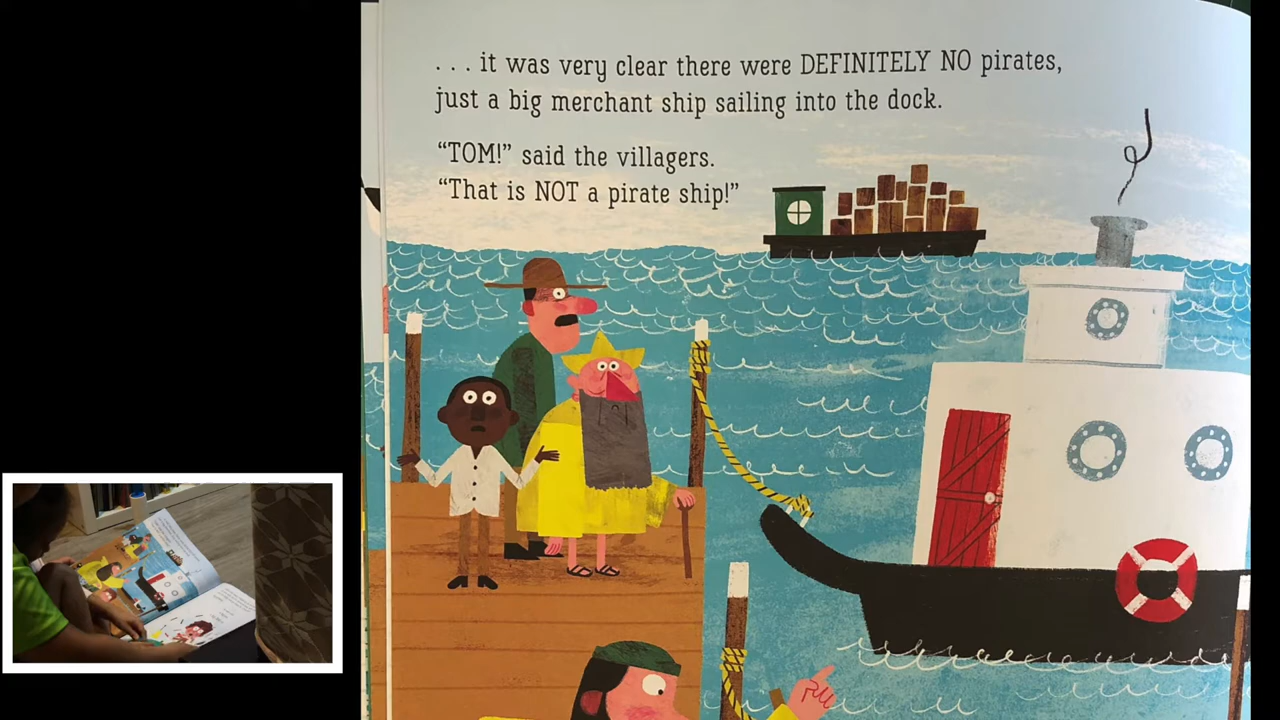 . . . it was very clear there were DEFINITELY NO pirates,
just a big merchant ship sailing into the dock.
“TOM!” said the villagers.
“That is NOT a pirate ship!”